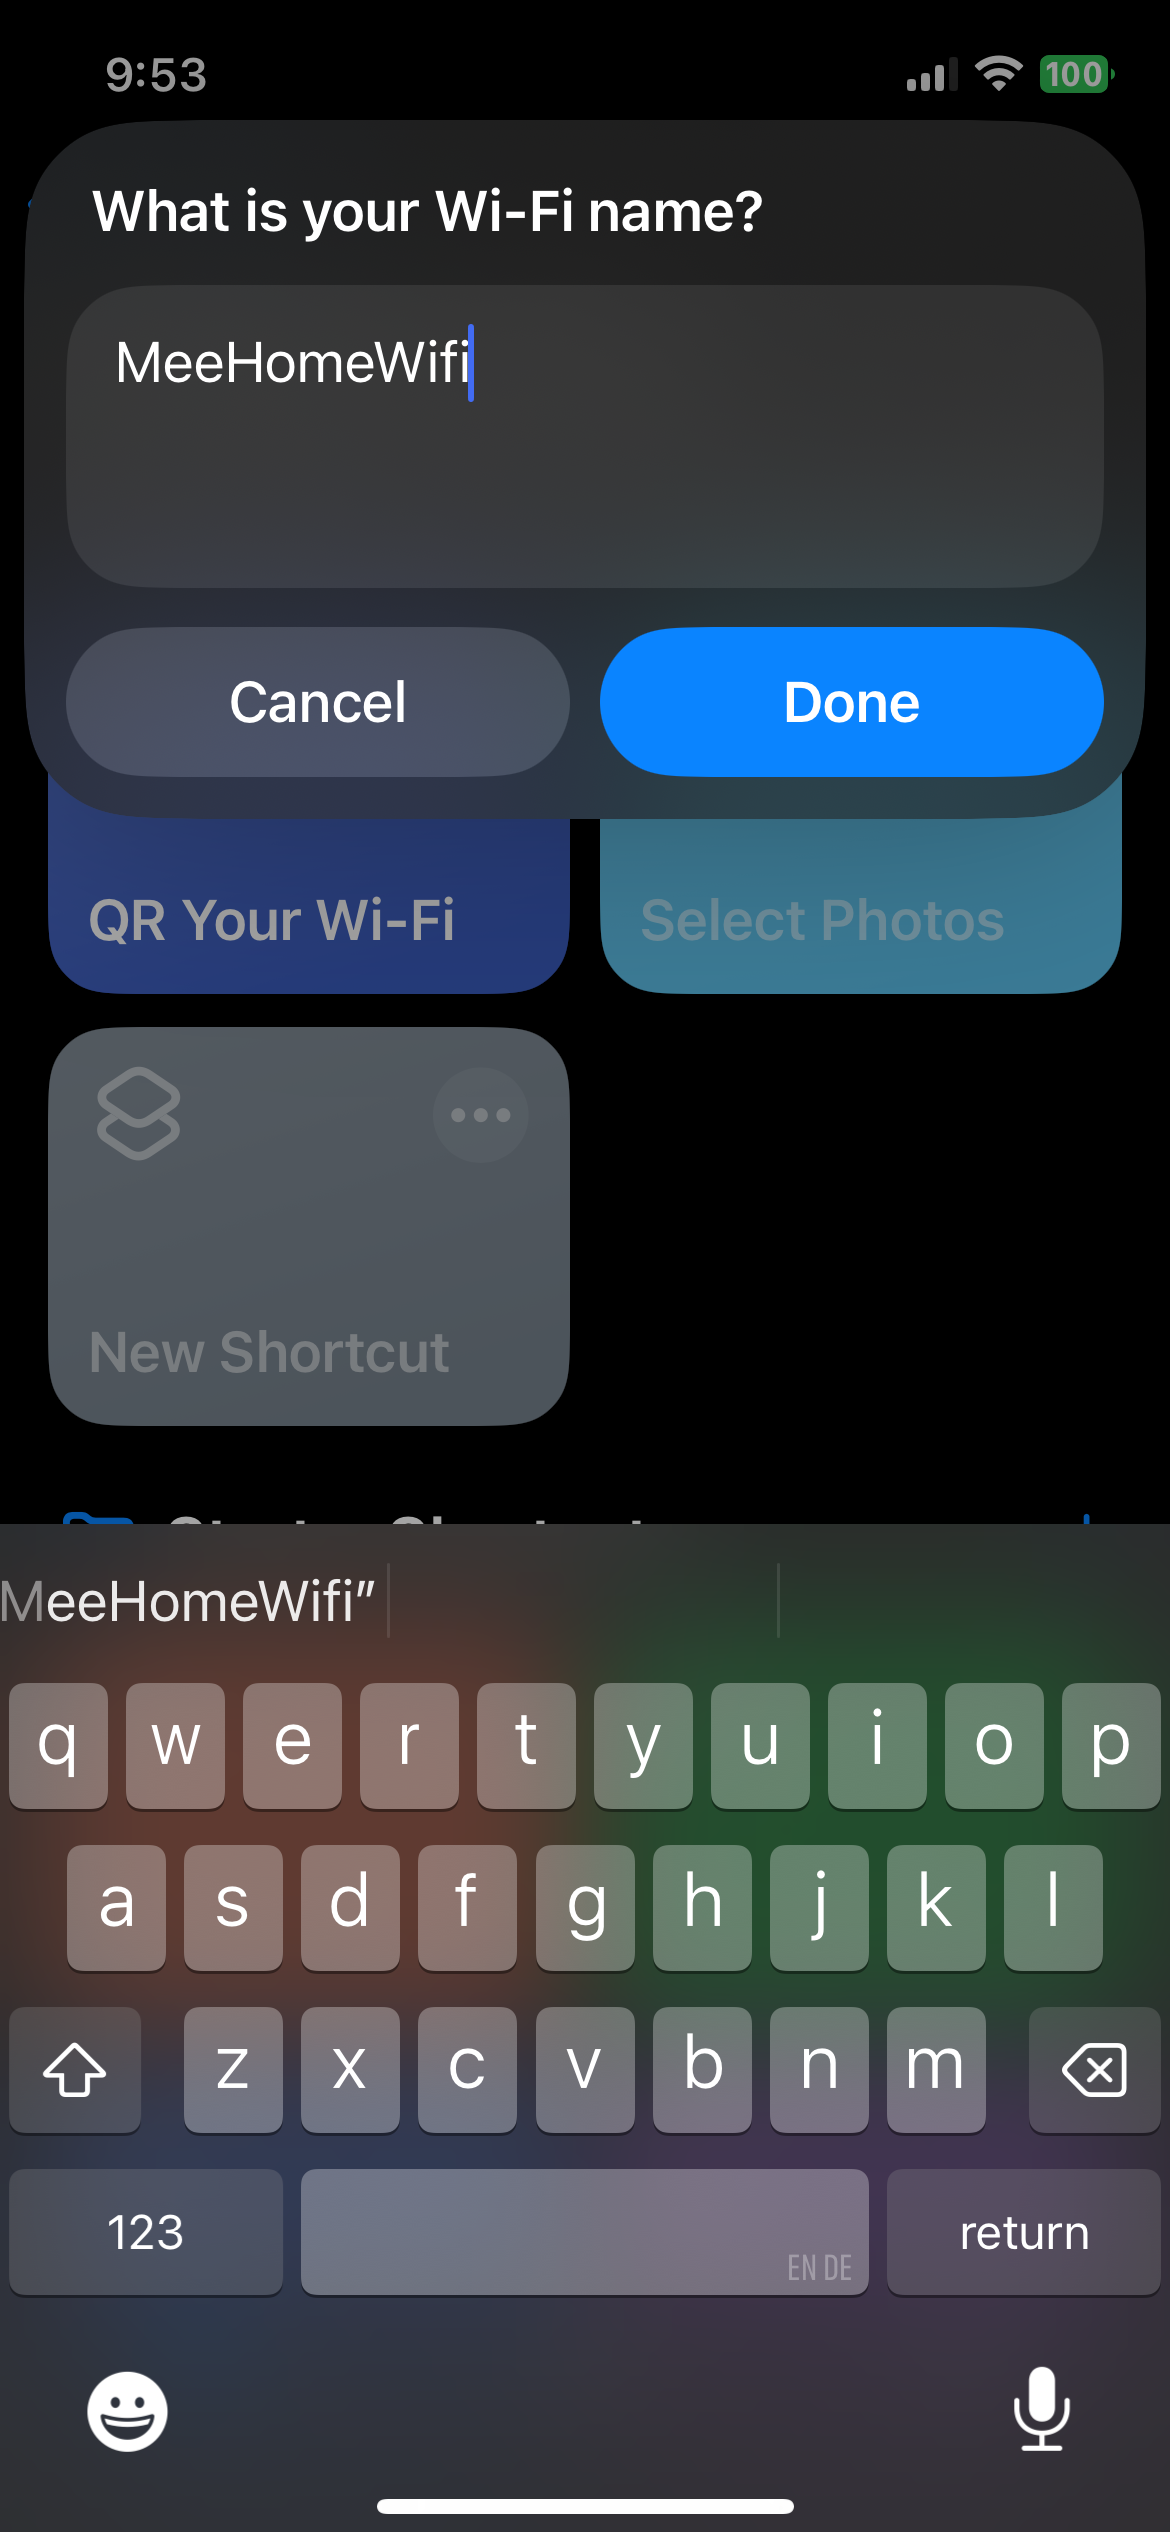 9:53
100
What is your Wi-Fi name?
MeeHomeWifi
Cancel
Done
QR Your Wi-Fi
Select Photos
New Shortcut
MeeHomeWifi”
q w e r t y u i o p
a s d f g h j k l
z x c v b n m
123
EN DE
return